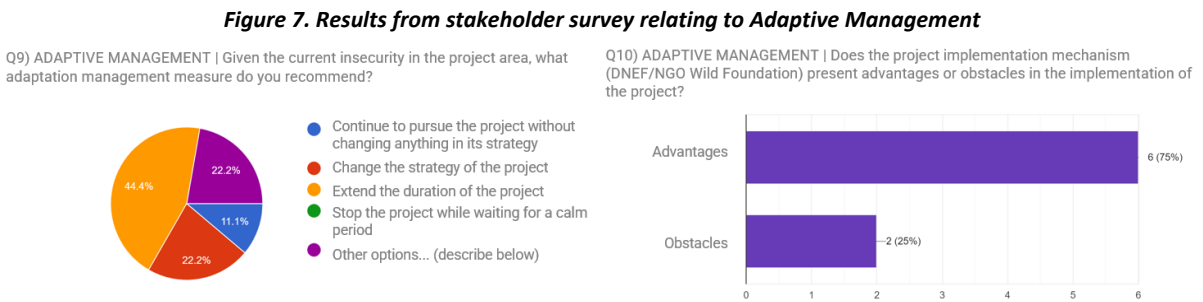 Figure 7. Results from stakeholder survey relating to Adaptive Management
Q9) ADAPTIVE MANAGEMENT | Given the current insecurity in the project area, what
adaptation management measure do you recommend?
22.2%
44.4%
11.1%
22.2%
Continue to pursue the project without
changing anything in its strategy
Change the strategy of the project
Extend the duration of the project
Stop the project while waiting for a calm
period
Other options... (describe below)
Q10) ADAPTIVE MANAGEMENT | Does the project implementation mechanism
(DNEF/NGO Wild Foundation) present advantages or obstacles in the implementation of
the project?
Advantages
6 (75%)
Obstacles
2 (25%)
0 1 2 3 4 5 6